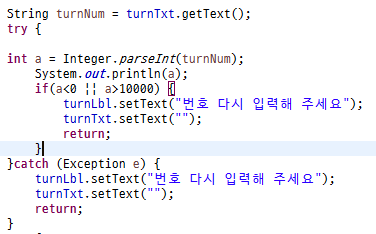 String turnNum = turnTxt.getText();
try {
int a = Integer.parseInt(turnNum);
System.out.println(a);
if(a<0 || a>10000) {
turnLbl.setText("번호 다시 입력해 주세요");
turnTxt.setText("");
return;
}
}catch (Exception e) {
turnLbl.setText("번호 다시 입력해 주세요");
turnTxt.setText("");
return;
}